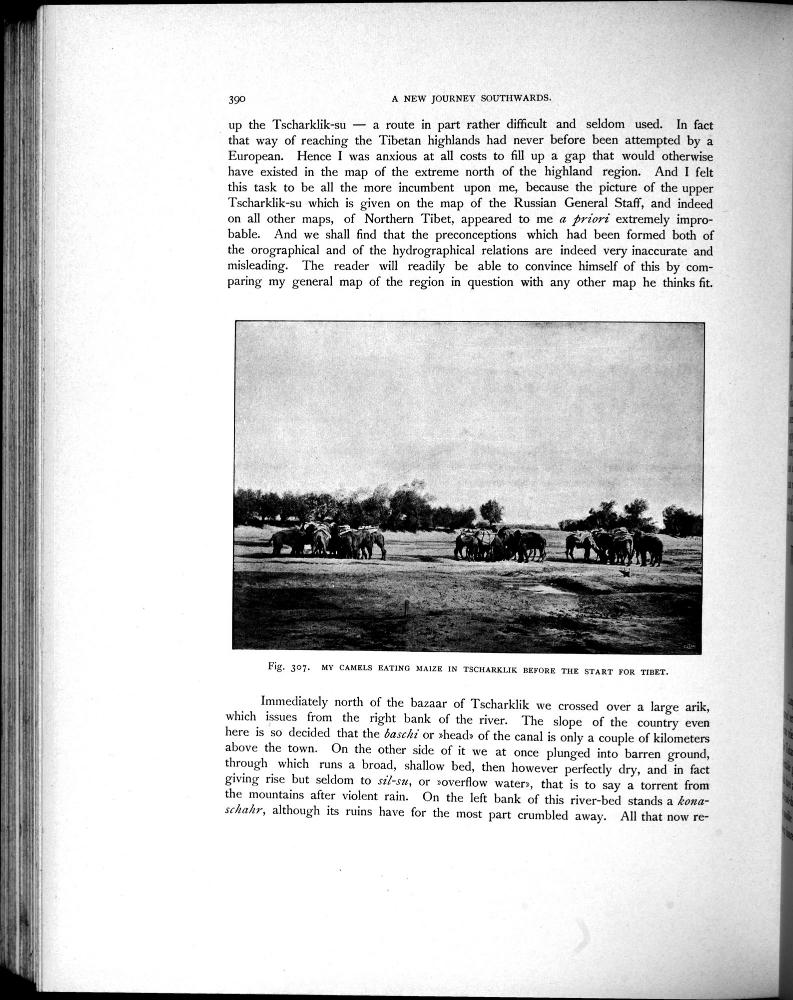 390 A NEW JOURNEY SOUTHWARDS.
up the Tscharklik-su — a route in part rather difficult and seldom used. In fact
that way of reaching the Tibetan highlands had never before been attempted by a
European. Hence I was anxious at all costs to fill up a gap that would otherwise
have existed in the map of the extreme north of the highland region. And I felt
this task to be all the more incumbent upon me, because the picture of the upper
Tscharklik-su which is given on the map of the Russian General Staff, and indeed
on all other maps, of Northern Tibet, appeared to me a priori extremely impro-
bable. And we shall find that the preconceptions which had been formed both of
the orographical and of the hydrographical relations are indeed very inaccurate and
misleading. The reader will readily be able to convince himself of this by com-
paring my general map of the region in question with any other map he thinks fit.
Fig. 307. MY CAMELS EATING MAIZE IN TSCHARKLIK BEFORE THE START FOR TIBET.
Immediately north of the bazaar of Tscharklik we crossed over a large arik,
which issues from the right bank of the river. The slope of the country even
here is so decided that the baschi or »head» of the canal is only a couple of kilometers
above the town. On the other side of it we at once plunged into barren ground,
through which runs a broad, shallow bed, then however perfectly dry, and in fact
giving rise but seldom to sil-su, or »overflow water», that is to say a torrent from
the mountains after violent rain. On the left bank of this river-bed stands a kona-
schahr, although its ruins have for the most part crumbled away. All that now re-